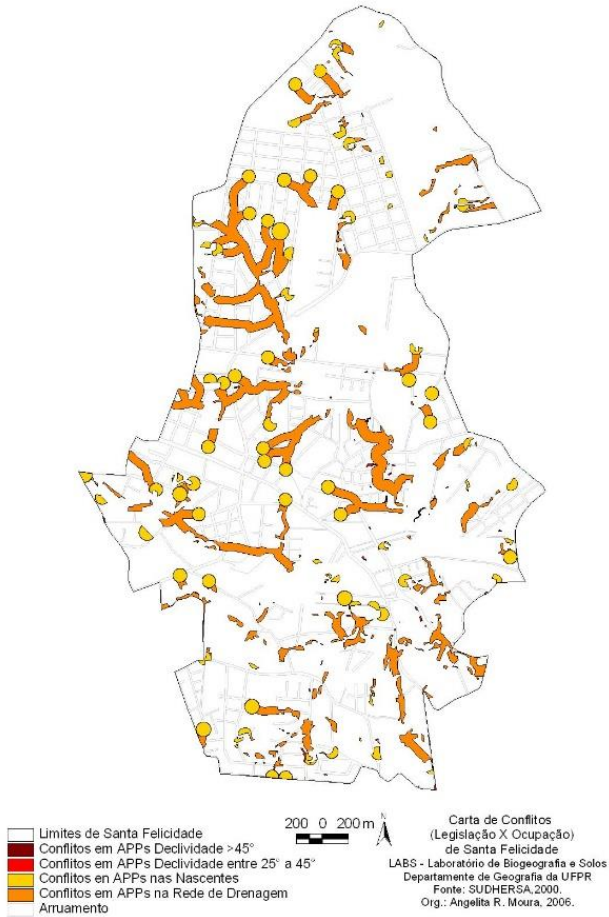 Limites de Santa Felicidade
Conflitos em APPs Declividade >45°
Conflitos em APPs Declividade entre 25° a 45°
Conflitos en APPs nas Nascentes
Conflitos em APPs na Rede de Drenagem
Arruamento
200 0 200 m
N
Carta de Conflitos
(Legislação X Ocupação)
de Santa Felicidade
LABS - Laboratório de Biogeografia e Solos
Departamente de Geografia da UFPR
Fonte: SUDHERSA,2000.
Org.: Angelita R. Moura, 2006.